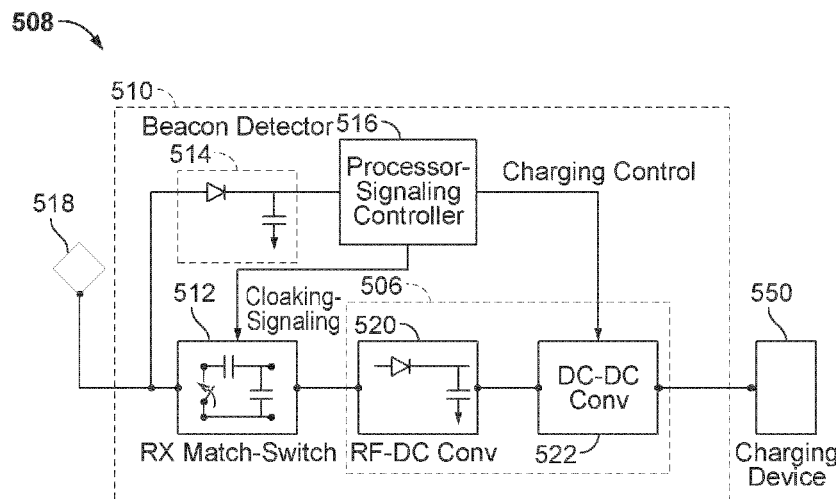 508
510
Beacon Detector
516
514
Processor-
Signaling
Controller
Charging Control
518
512
Cloaking-
Signaling
506
520
550
DC-DC
Conv
RX Match-Switch
RF-DC Conv
522
Charging
Device